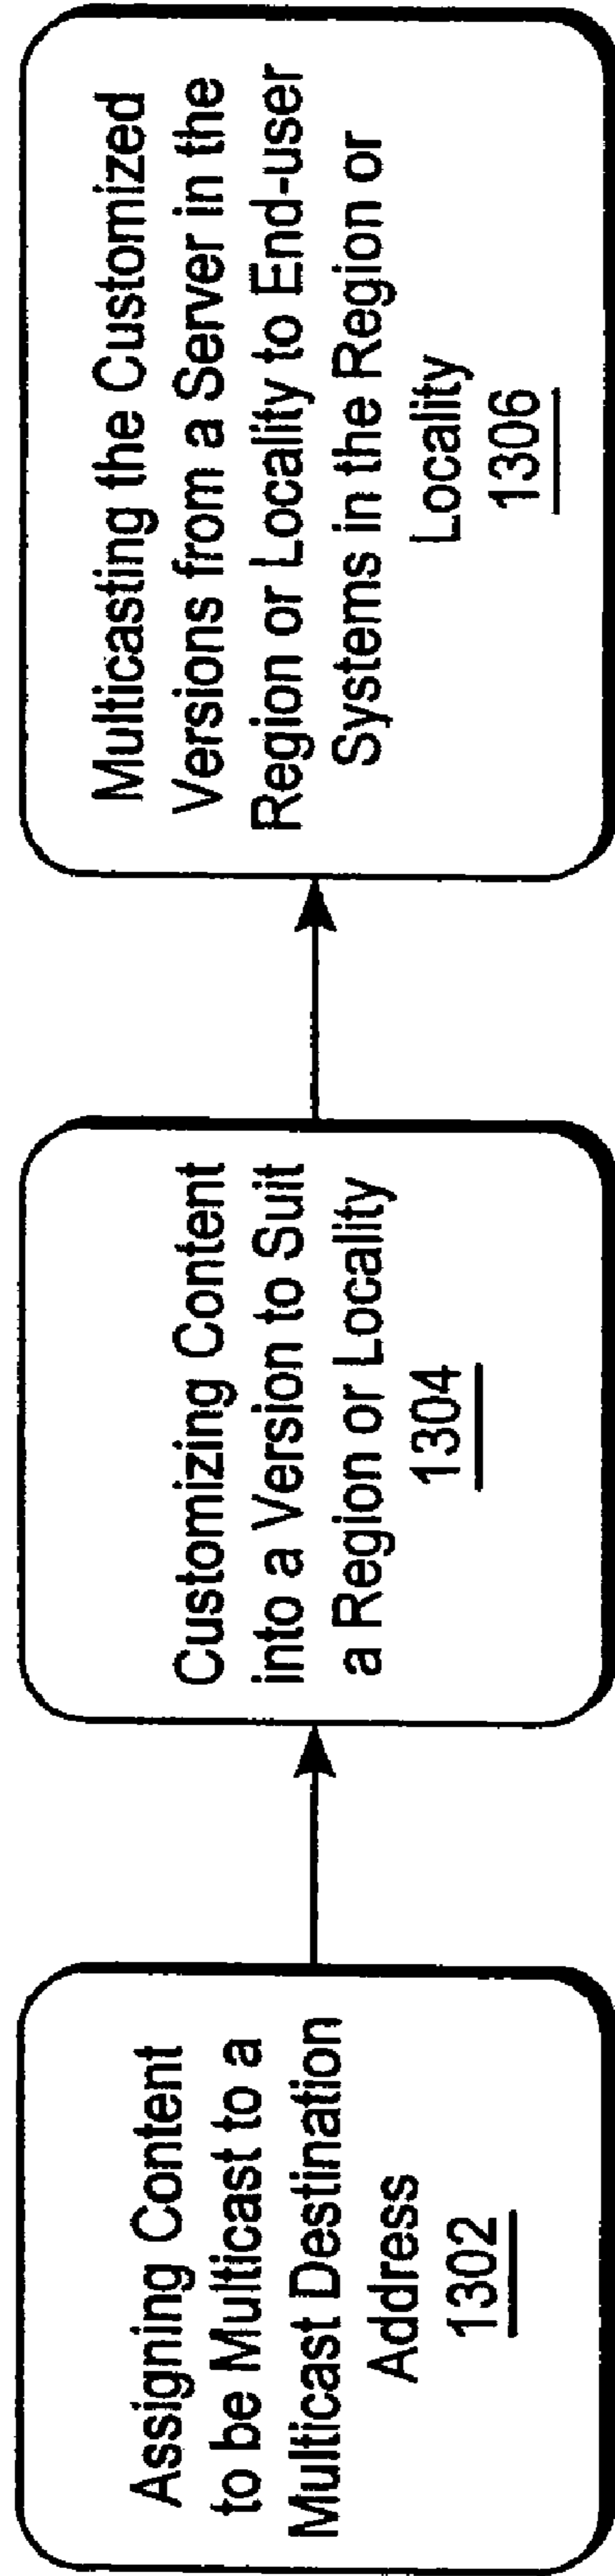 Assigning Content
to be Multicast to a
Multicast Destination
Address
1302
Customizing Content
into a Version to Suit
a Region or Locality
1304
Multicasting the Customized
Versions from a Server in the
Region or Locality to End-user
Systems in the Region or
Locality
1306